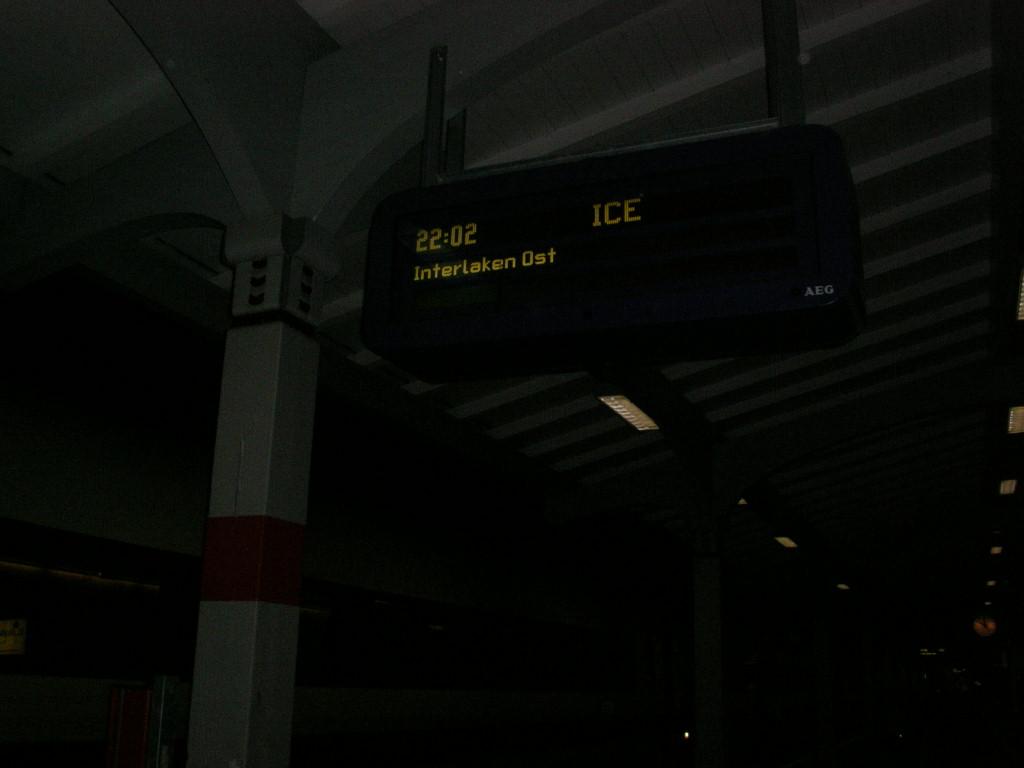 22:02 ICE
Interlaken Ost
AEG